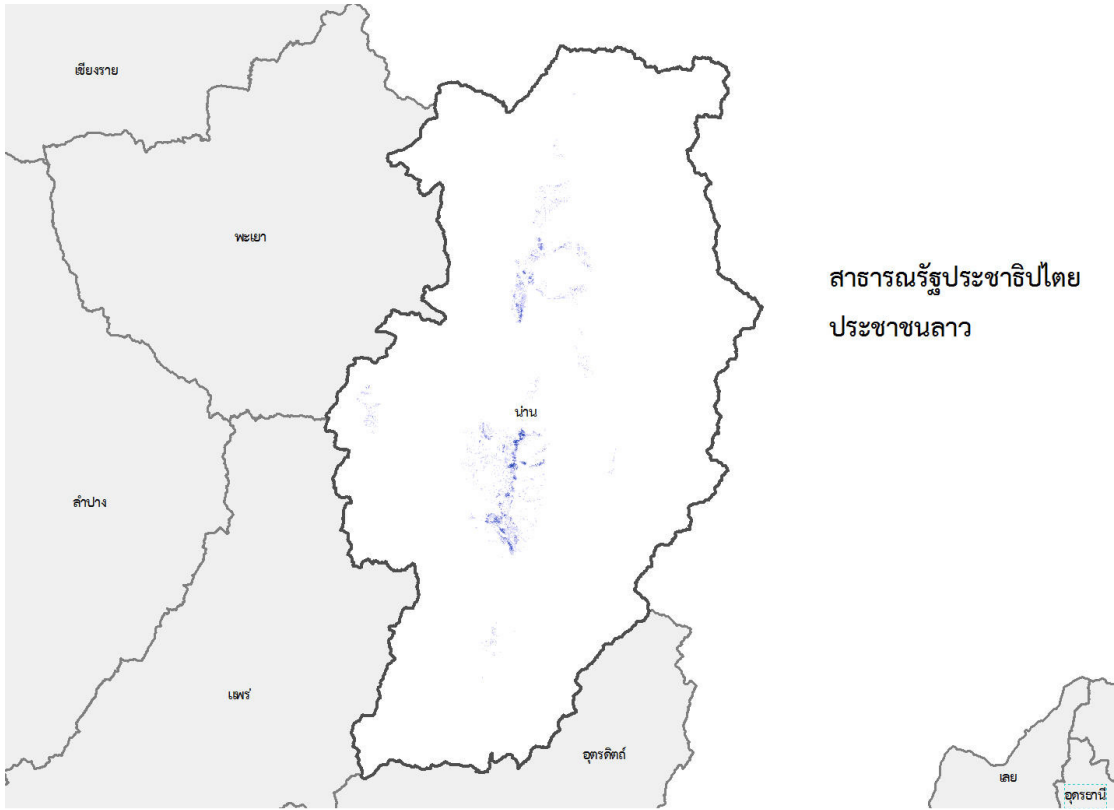 เชียงราย
พะเยา
สาธารณรัฐประชาธิปไตย
ประชาชนลาว
น่าน
ลำปาง
แพร่
อุตรดิตถ์
เลย
อุดรธานี